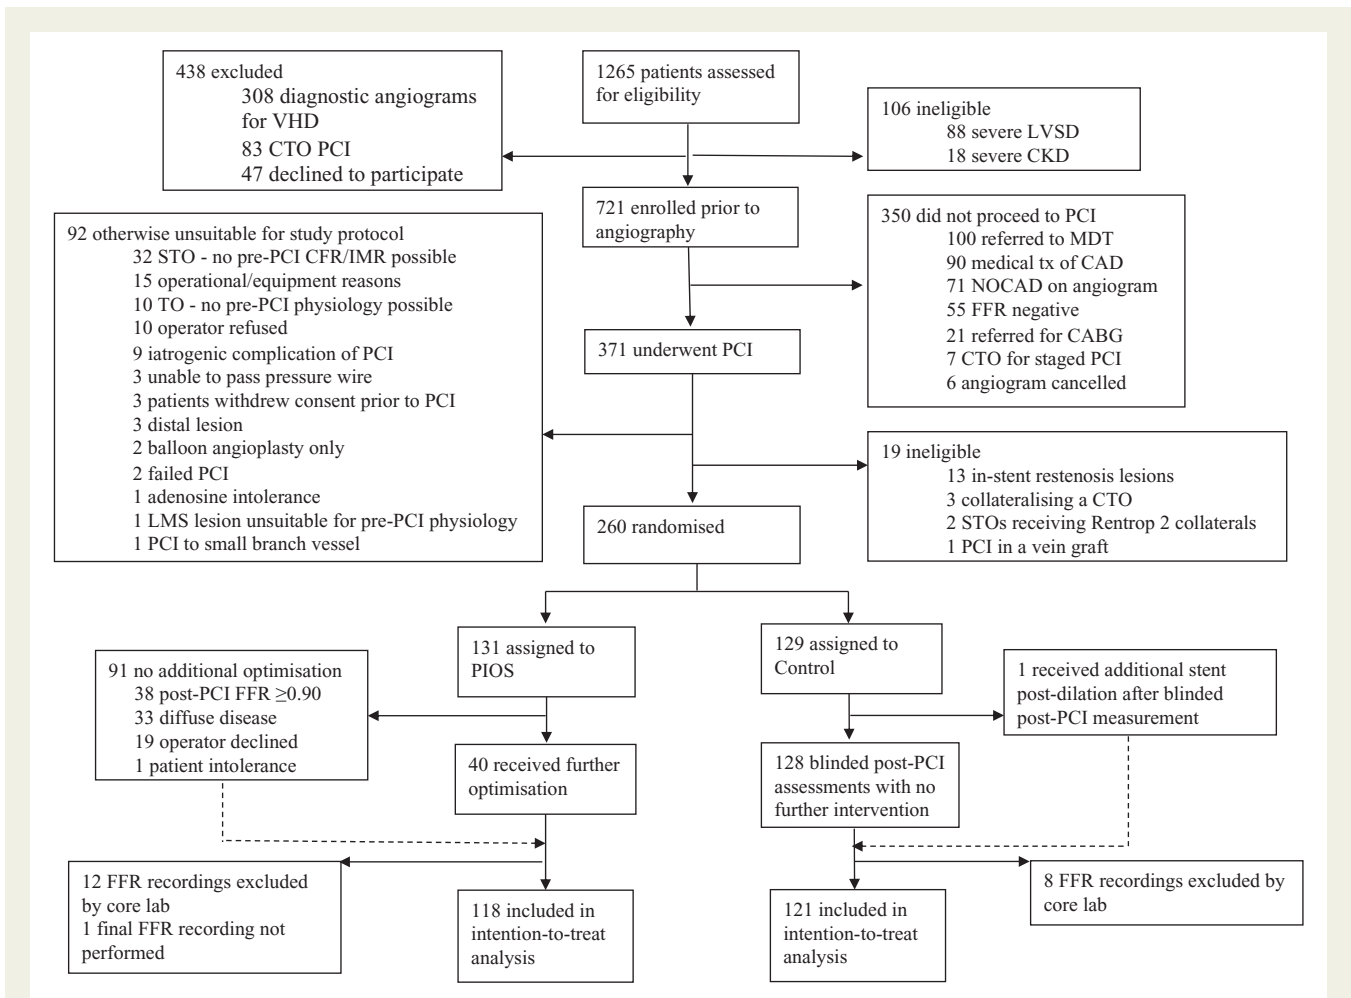 438 excluded
308 diagnostic angiograms
for VHD
83 CTO PCI
47 declined to participate
1265 patients assessed
for eligibility
106 ineligible
88 severe LVSD
18 severe CKD
721 enrolled prior to
angiography
350 did not proceed to PCI
100 referred to MDT
90 medical tx of CAD
71 NOCAD on angiogram
55 FFR negative
21 referred for CABG
7 CTO for staged PCI
6 angiogram cancelled
92 otherwise unsuitable for study protocol
32 STO - no pre-PCI CFR/IMR possible
15 operational/equipment reasons
10 TO - no pre-PCI physiology possible
10 operator refused
9 iatrogenic complication of PCI
3 unable to pass pressure wire
3 patients withdrew consent prior to PCI
3 distal lesion
2 balloon angioplasty only
2 failed PCI
1 adenosine intolerance
1 LMS lesion unsuitable for pre-PCI physiology
1 PCI to small branch vessel
371 underwent PCI
19 ineligible
13 in-stent restenosis lesions
3 collateralising a CTO
2 STOs receiving Rentrop 2 collaterals
1 PCI in a vein graft
260 randomised
131 assigned to
PIOS
129 assigned to
Control
91 no additional optimisation
38 post-PCI FFR ≥0.90
33 diffuse disease
19 operator declined
1 patient intolerance
1 received additional stent
post-dilation after blinded
post-PCI measurement
40 received further
optimisation
128 blinded post-PCI
assessments with no
further intervention
12 FFR recordings excluded
by core lab
1 final FFR recording not
performed
118 included in
intention-to-treat
analysis
121 included in
intention-to-treat
analysis
8 FFR recordings excluded by
core lab